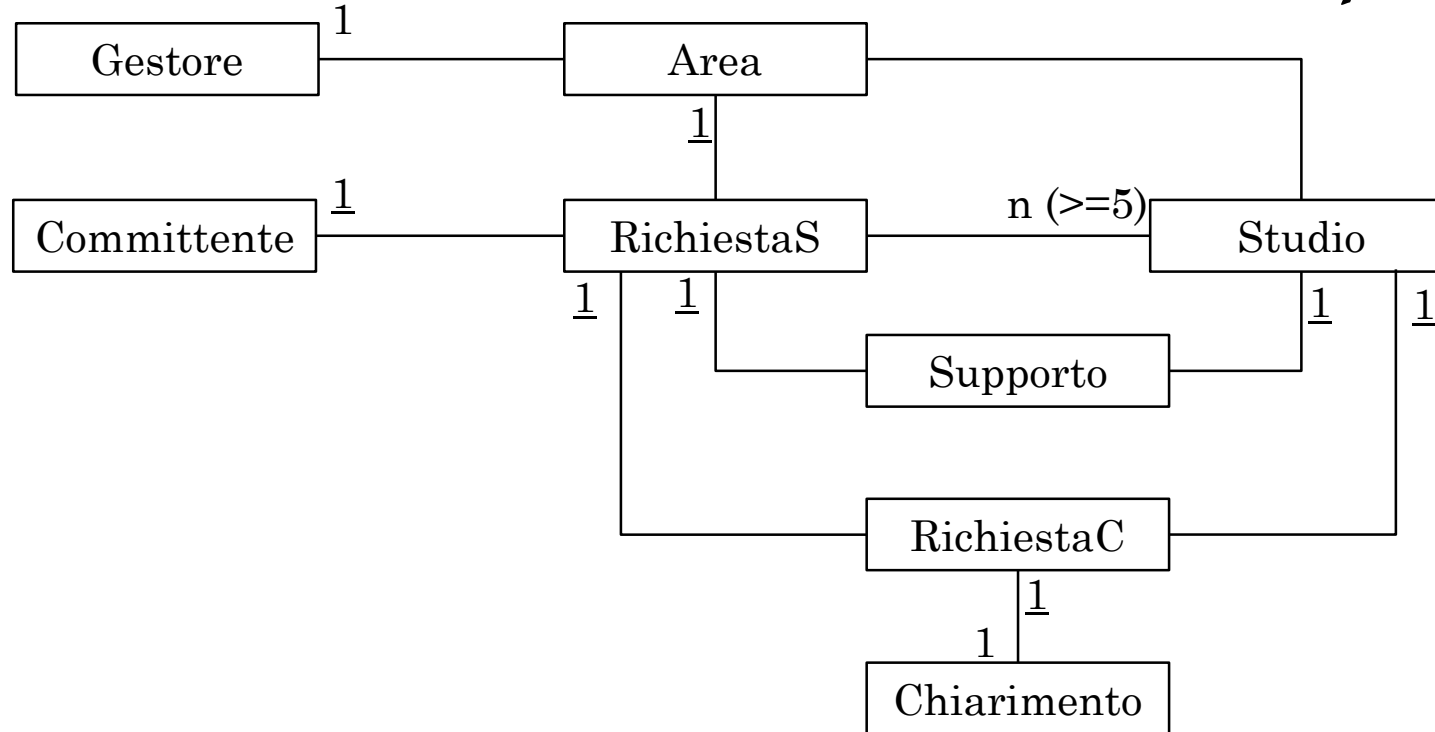 1
Gestore
Area
1
1
n (>=5)
Committente
RichiestaS
Studio
1
1
1
1
Supporto
RichiestaC
1
1
Chiarimento